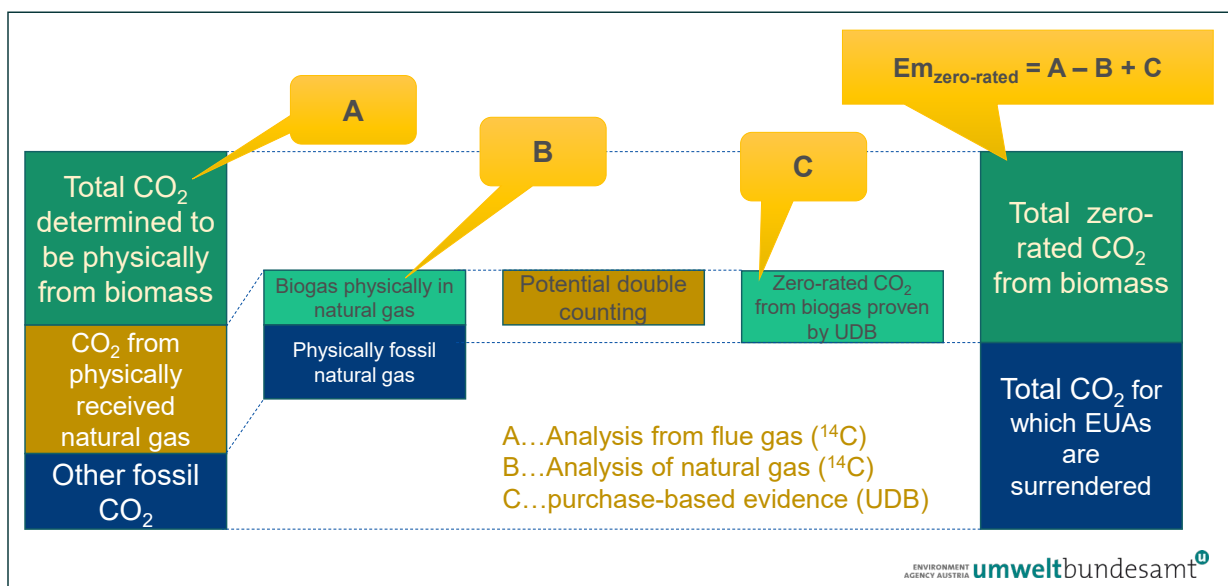 Em_zero-rated = A – B + C
A
B
C
Total CO₂
determined to
be physically
from biomass
CO₂ from
physically
received
natural gas
Other fossil
CO₂
Biogas physically in
natural gas
Physically fossil
natural gas
Potential double
counting
Zero-rated CO₂
from biogas proven
by UDB
Total zero-
rated CO₂
from biomass
Total CO₂ for
which EUAs
are
surrendered
A…Analysis from flue gas (¹⁴C)
B…Analysis of natural gas (¹⁴C)
C…purchase-based evidence (UDB)
ENVIRONMENT
AGENCY AUSTRIA umweltbundesamt u